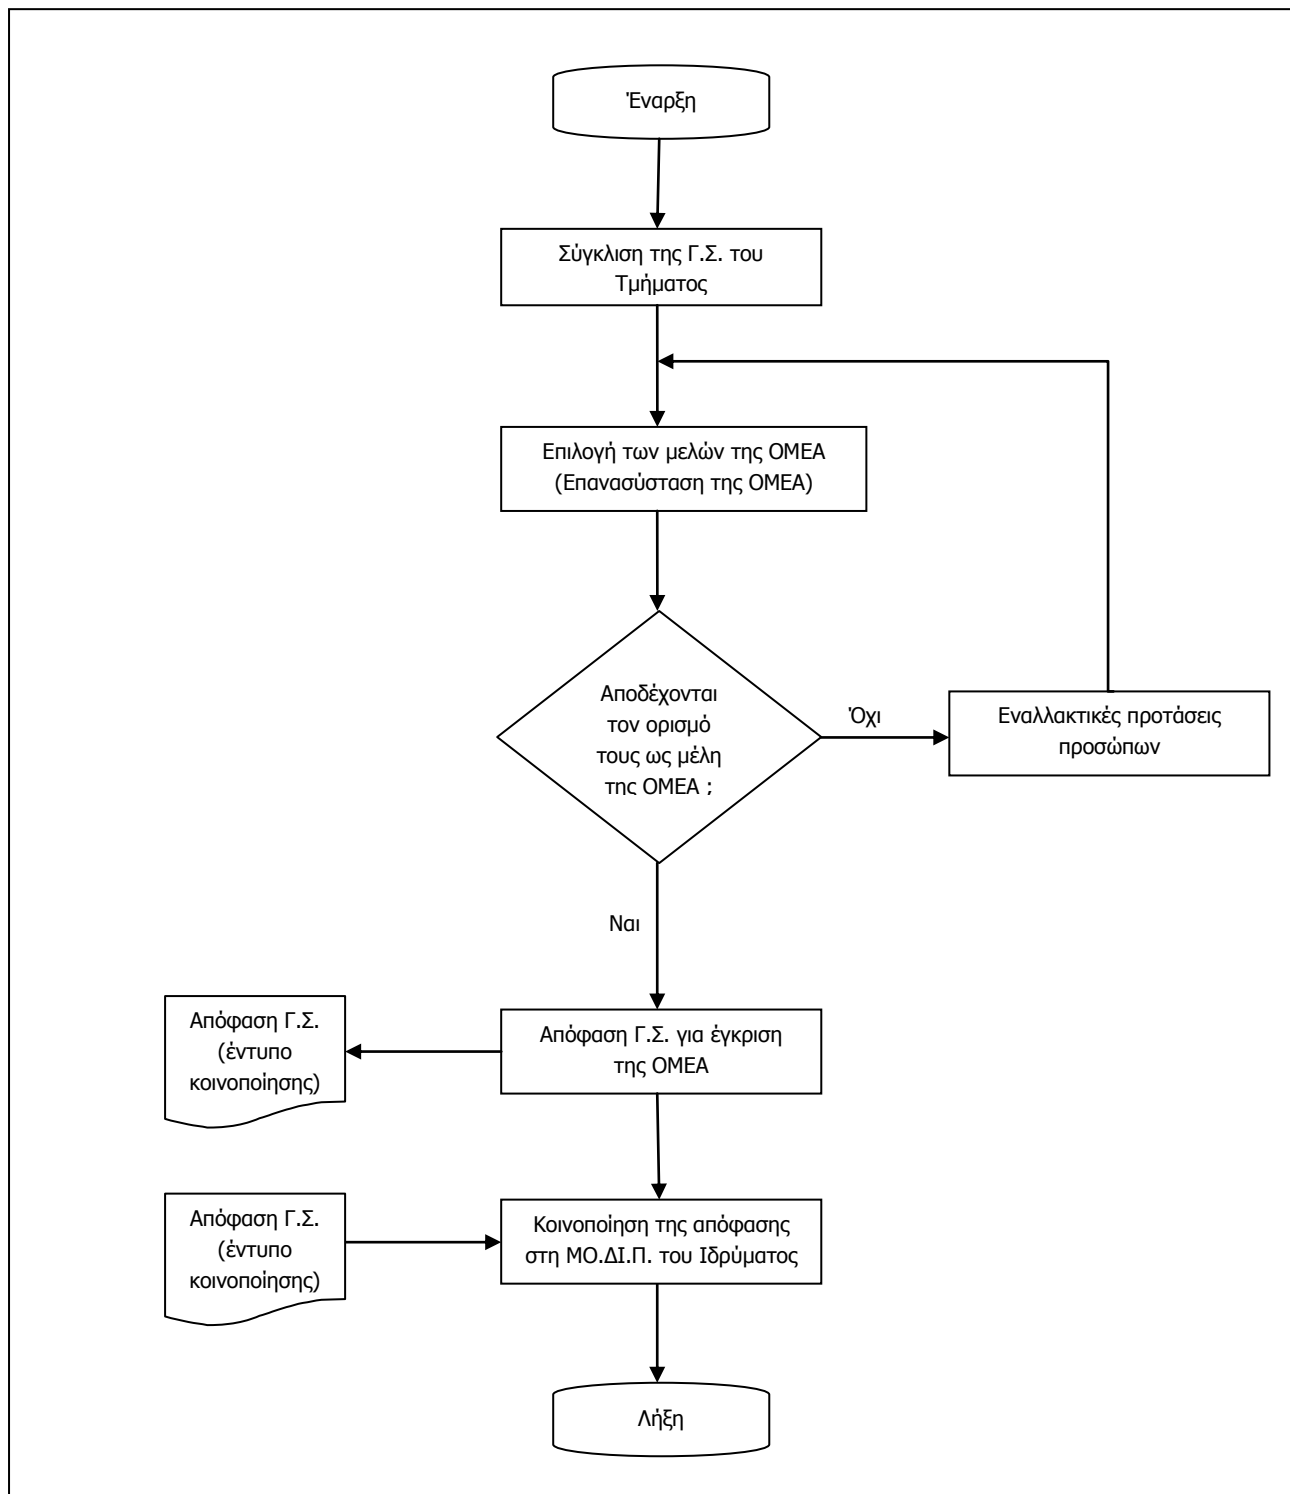 Έναρξη
Σύγκλιση της Γ.Σ. του
Τμήματος
Επιλογή των μελών της ΟΜΕΑ
(Επανασύσταση της ΟΜΕΑ)
Αποδέχονται
τον ορισμό
τους ως μέλη
της ΟΜΕΑ ;
Όχι
Εναλλακτικές προτάσεις
προσώπων
Ναι
Απόφαση Γ.Σ.
(έντυπο
κοινοποίησης)
Απόφαση Γ.Σ. για έγκριση
της ΟΜΕΑ
Απόφαση Γ.Σ.
(έντυπο
κοινοποίησης)
Κοινοποίηση της απόφασης
στη ΜΟ.ΔΙ.Π. του Ιδρύματος
Λήξη